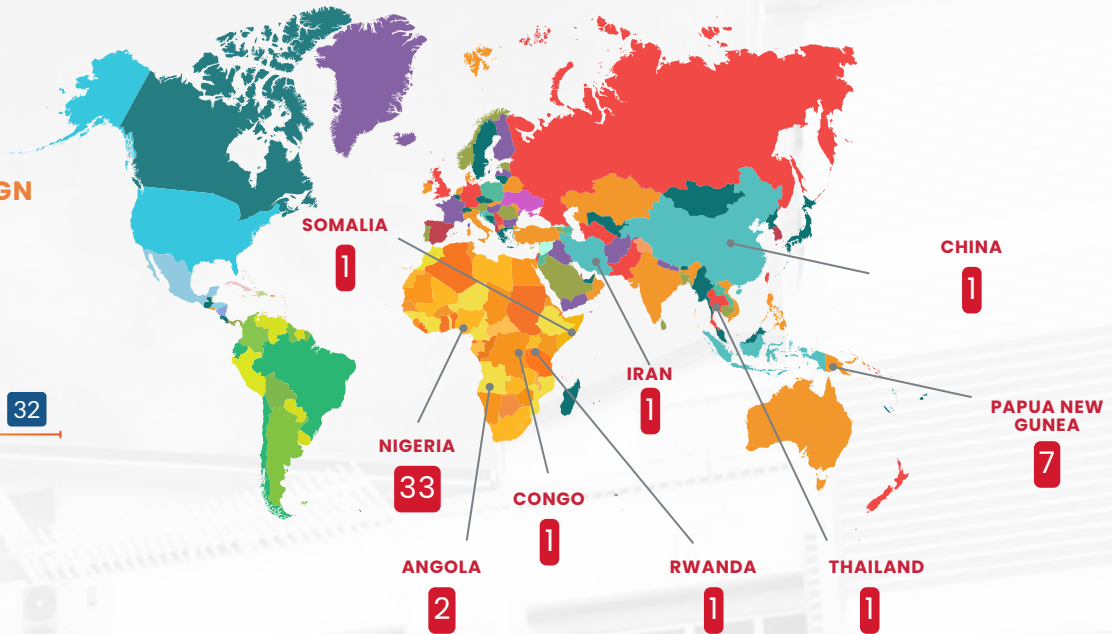 GN
SOMALIA
1
CHINA
1
IRAN
1
32
PAPUA NEW
GUNEA
7
NIGERIA
33
CONGO
1
ANGOLA
2
RWANDA
1
THAILAND
1